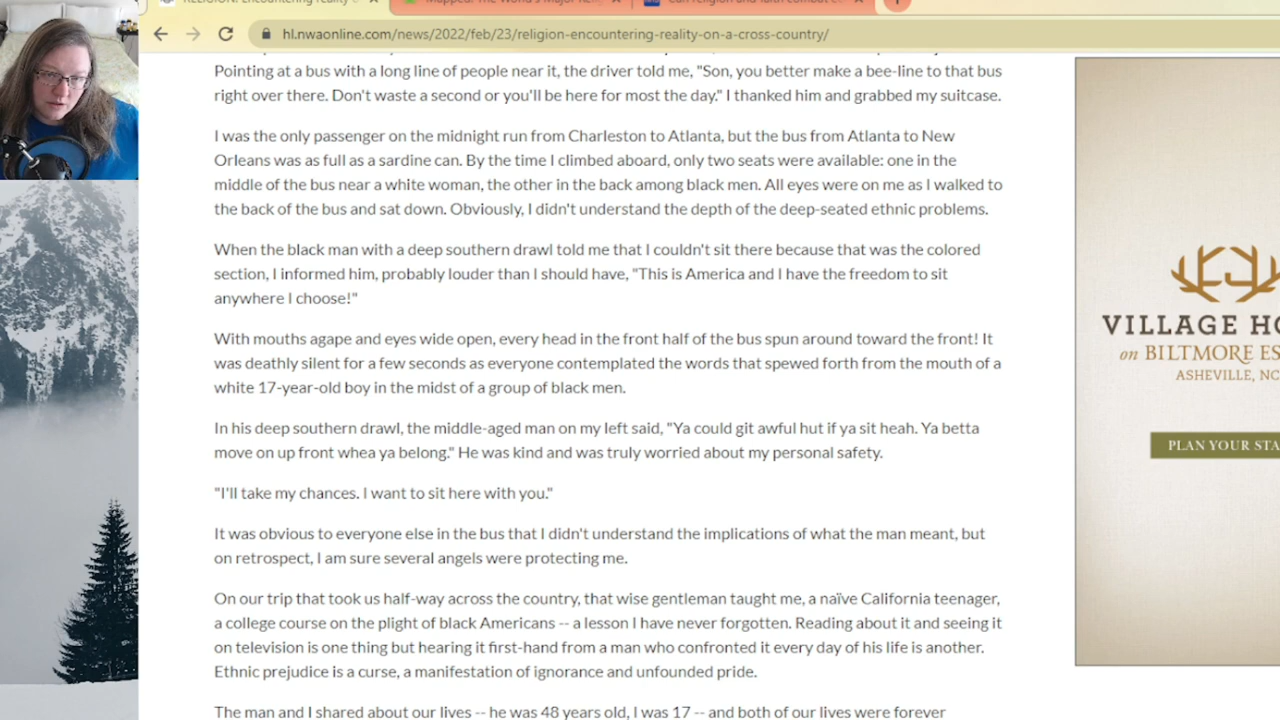 RELIGION: Encountering reality
Mapped: The World's Major
Can religion and faith combat
hl.nwaonline.com/news/2022/feb/23/religion-encountering-reality-on-a-cross-country/
Pointing at a bus with a long line of people near it, the driver told me, "Son, you better make a bee-line to that bus
right over there. Don't waste a second or you'll be here for most the day." I thanked him and grabbed my suitcase.
I was the only passenger on the midnight run from Charleston to Atlanta, but the bus from Atlanta to New
Orleans was as full as a sardine can. By the time I climbed aboard, only two seats were available: one in the
middle of the bus near a white woman, the other in the back among black men. All eyes were on me as I walked to
the back of the bus and sat down. Obviously, I didn't understand the depth of the deep-seated ethnic problems.
When the black man with a deep southern drawl told me that I couldn't sit there because that was the colored
section, I informed him, probably louder than I should have, "This is America and I have the freedom to sit
anywhere I choose!"
With mouths agape and eyes wide open, every head in the front half of the bus spun around toward the front! It
was deathly silent for a few seconds as everyone contemplated the words that spewed forth from the mouth of a
white 17-year-old boy in the midst of a group of black men.
In his deep southern drawl, the middle-aged man on my left said, "Ya could git awful hut if ya sit heah. Ya betta
move on up front whea ya belong." He was kind and was truly worried about my personal safety.
"I'll take my chances. I want to sit here with you."
It was obvious to everyone else in the bus that I didn't understand the implications of what the man meant, but
on retrospect, I am sure several angels were protecting me.
On our trip that took us half-way across the country, that wise gentleman taught me, a naïve California teenager,
a college course on the plight of black Americans -- a lesson I have never forgotten. Reading about it and seeing it
on television is one thing but hearing it first-hand from a man who confronted it every day of his life is another.
Ethnic prejudice is a curse, a manifestation of ignorance and unfounded pride.
The man and I shared about our lives -- he was 48 years old, I was 17 -- and both of our lives were forever
VILLAGE HO
on BILTMORE ES
ASHEVILLE, NC
PLAN YOUR STA